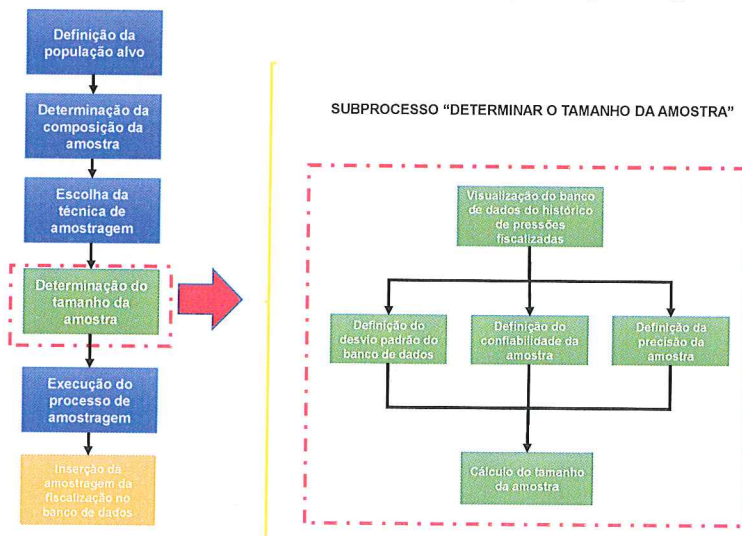 Definição da
população alvo
Determinação da
composição da
amostra
Escolha da
técnica de
amostragem
Determinação do
tamanho da
amostra
Execução do
processo de
amostragem
Inserção da
amostragem da
fiscalização no
banco de dados
SUBPROCESSO “DETERMINAR O TAMANHO DA AMOSTRA”
Visualização do banco
de dados do histórico
de pressões
fiscalizadas
Definição do
desvio padrão do
banco de dados
Definição do
confiabilidade da
amostra
Definição da
precisão da
amostra
Cálculo do tamanho
da amostra